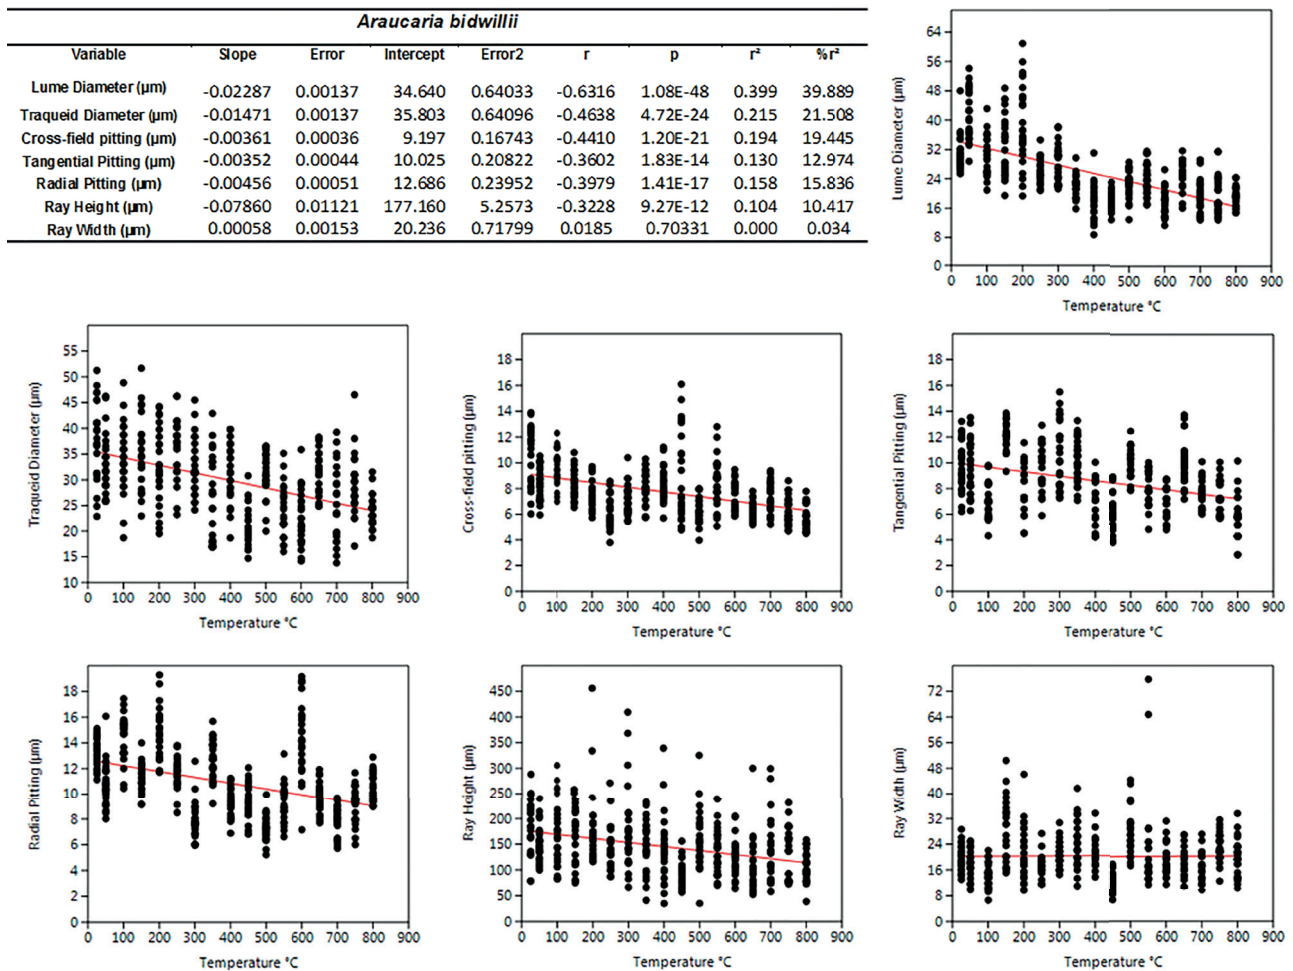 Araucaria bidwillii
Variable Slope Error Intercept Error2 r p r² %r²
Lume Diameter (µm) -0.02287 0.00137 34.640 0.64033 -0.6316 1.08E-48 0.399 39.889
Traqueid Diameter (µm) -0.01471 0.00137 35.803 0.64096 -0.4638 4.72E-24 0.215 21.508
Cross-field pitting (µm) -0.00361 0.00036 9.197 0.16743 -0.4410 1.20E-21 0.194 19.445
Tangential Pitting (µm) -0.00352 0.00044 10.025 0.20822 -0.3602 1.83E-14 0.130 12.974
Radial Pitting (µm) -0.00456 0.00051 12.686 0.23952 -0.3979 1.41E-17 0.158 15.836
Ray Height (µm) -0.07860 0.01121 177.160 5.2573 -0.3228 9.27E-12 0.104 10.417
Ray Width (µm) 0.00058 0.00153 20.236 0.71799 0.0185 0.70331 0.000 0.034
Lume Diameter (µm)
64
56
48
40
32
24
16
8
0
0 100 200 300 400 500 600 700 800 900
Temperature °C
Traqueid Diameter (µm)
55
50
45
40
35
30
25
20
15
10
0 100 200 300 400 500 600 700 800 900
Temperature °C
Cross-field pitting (µm)
18
16
14
12
10
8
6
4
2
0
0 100 200 300 400 500 600 700 800 900
Temperature °C
Tangential Pitting (µm)
18
16
14
12
10
8
6
4
2
0
0 100 200 300 400 500 600 700 800 900
Temperature °C
Radial Pitting (µm)
18
16
14
12
10
8
6
4
2
0
0 100 200 300 400 500 600 700 800 900
Temperature °C
Ray Height (µm)
450
400
350
300
250
200
150
100
50
0
0 100 200 300 400 500 600 700 800 900
Temperature °C
Ray Width (µm)
72
64
56
48
40
32
24
16
8
0
0 100 200 300 400 500 600 700 800 900
Temperature °C